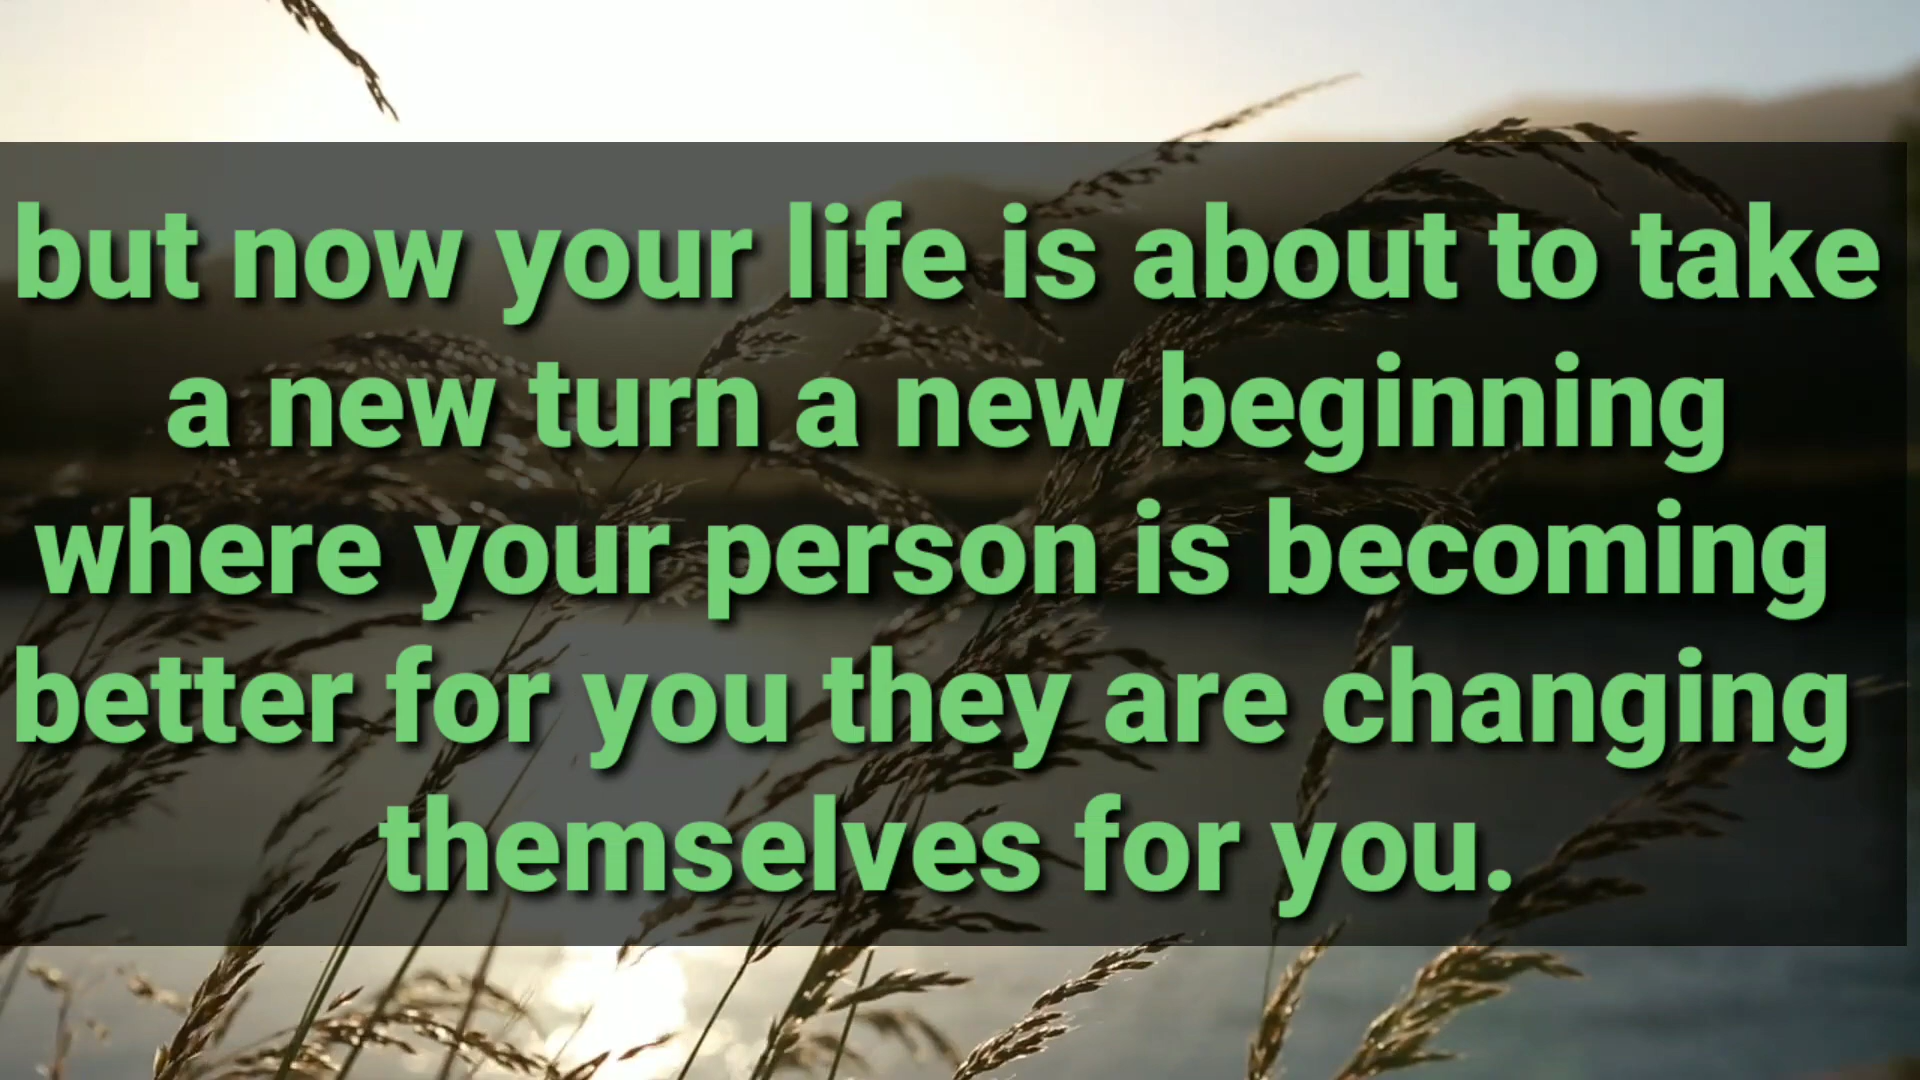 but now your life is about to take
a new turn a new beginning
where your person is becoming
better for you they are changing
themselves for you.